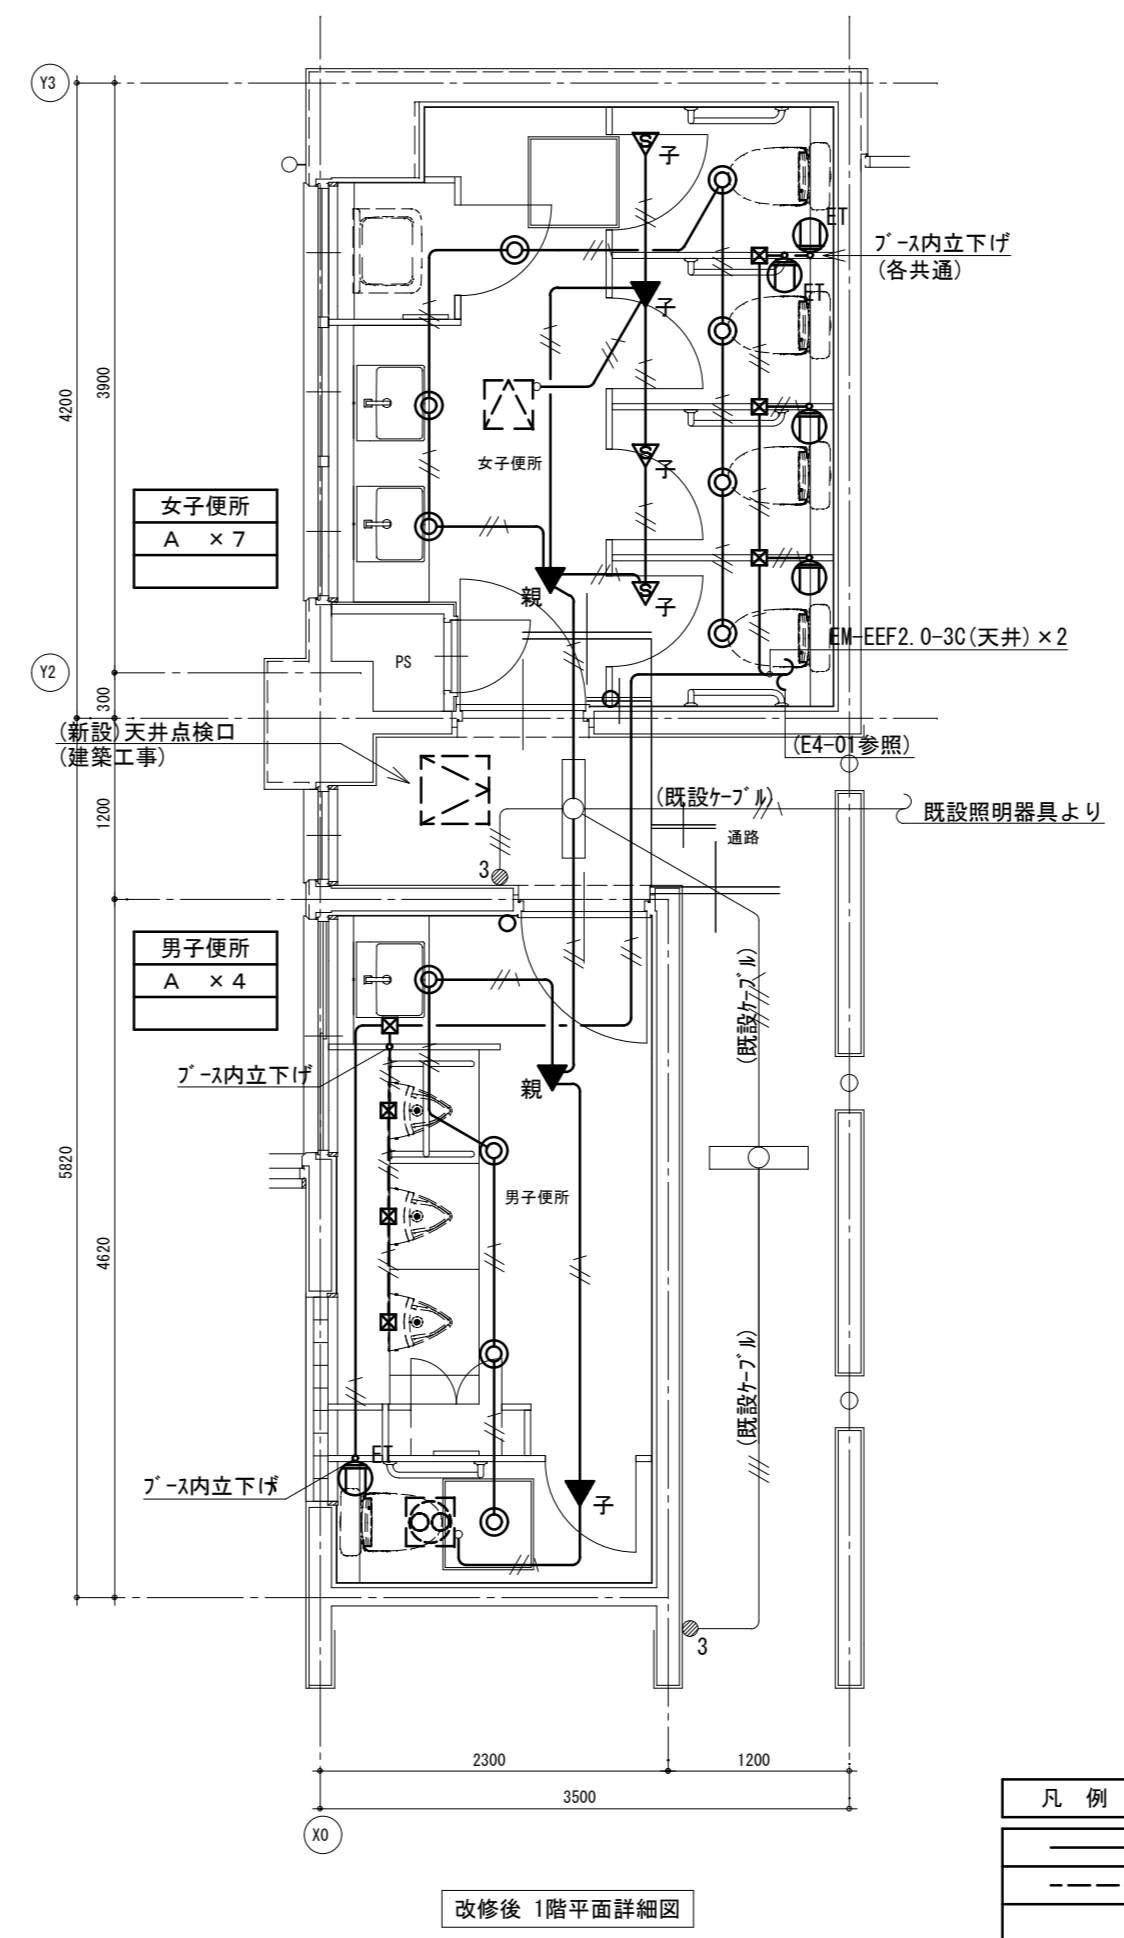 Y3
子
ET
ﾌﾞｰｽ内立下げ
(各共通)
ET
子
3900
4200
女子便所
子
女子便所
A ×7
親
子
EM-EEF2.0-3C(天井)×2
PS
Y2
300
(新設)天井点検口
(建築工事)
(E4-01参照)
(既設ｹｰﾌﾞﾙ)
既設照明器具より
1200
通路
3
男子便所
A ×4
(既設ｹｰﾌﾞﾙ)
ﾌﾞｰｽ内立下げ
親
5820
男子便所
4620
(既設ｹｰﾌﾞﾙ)
ET
ﾌﾞｰｽ内立下げ
子
3
2300
1200
3500
X0
凡 例
改修後 1階平面詳細図